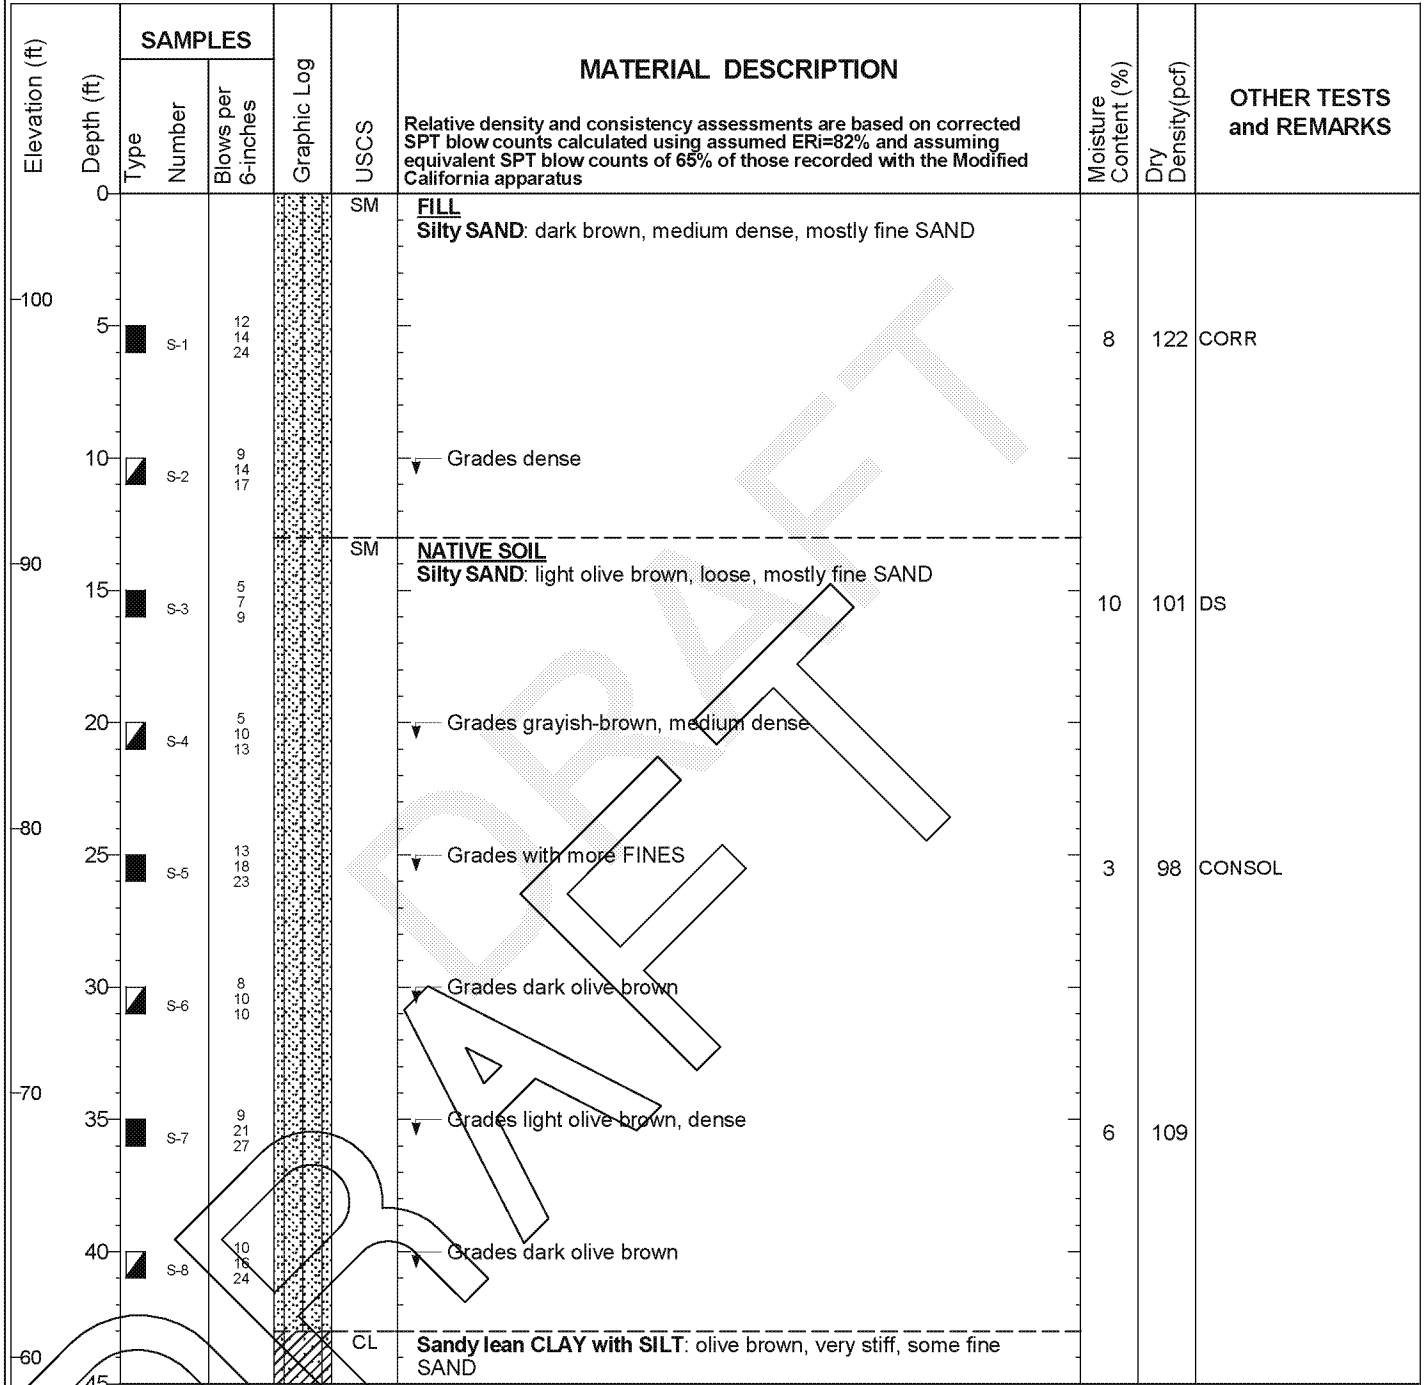 Elevation (ft)
Depth (ft)
SAMPLES
Type
Number
Blows per
6-inches
Graphic Log
USCS
MATERIAL DESCRIPTION
Relative density and consistency assessments are based on corrected
SPT blow counts calculated using assumed ERi=82% and assuming
equivalent SPT blow counts of 65% of those recorded with the Modified
California apparatus
Moisture
Content (%)
Dry
Density(pcf)
OTHER TESTS
and REMARKS
0
SM
FILL
Silty SAND: dark brown, medium dense, mostly fine SAND
100
5
S-1
12
14
24
8
122
CORR
10
S-2
9
14
17
Grades dense
SM
NATIVE SOIL
Silty SAND: light olive brown, loose, mostly fine SAND
90
15
S-3
5
7
9
10
101
DS
20
S-4
5
10
13
Grades grayish-brown, medium dense
80
25
S-5
13
18
23
Grades with more FINES
3
98
CONSOL
30
S-6
8
10
10
Grades dark olive brown
70
35
S-7
9
21
27
Grades light olive brown, dense
6
109
40
S-8
10
16
24
Grades dark olive brown
CL
Sandy lean CLAY with SILT: olive brown, very stiff, some fine
SAND
60
45
DRAFT
DRAFT